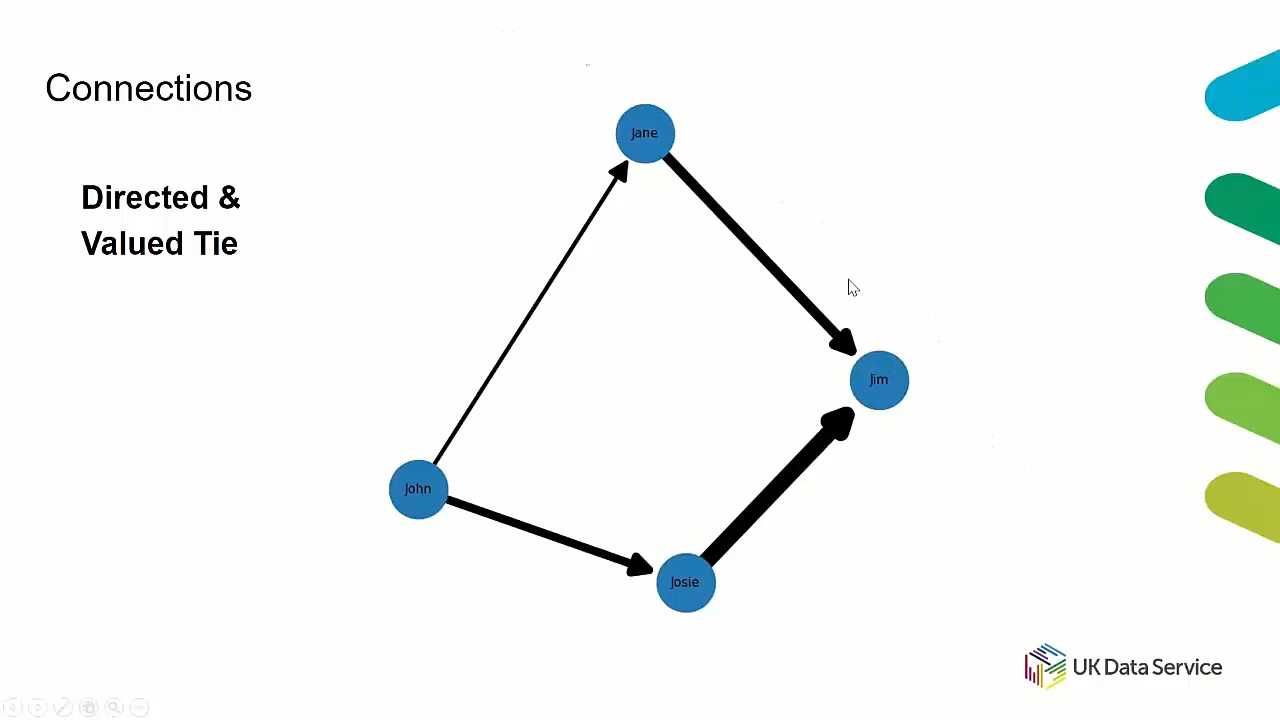 Connections
Directed &
Valued Tie
Jane
Jim
John
Josie
UK Data Service